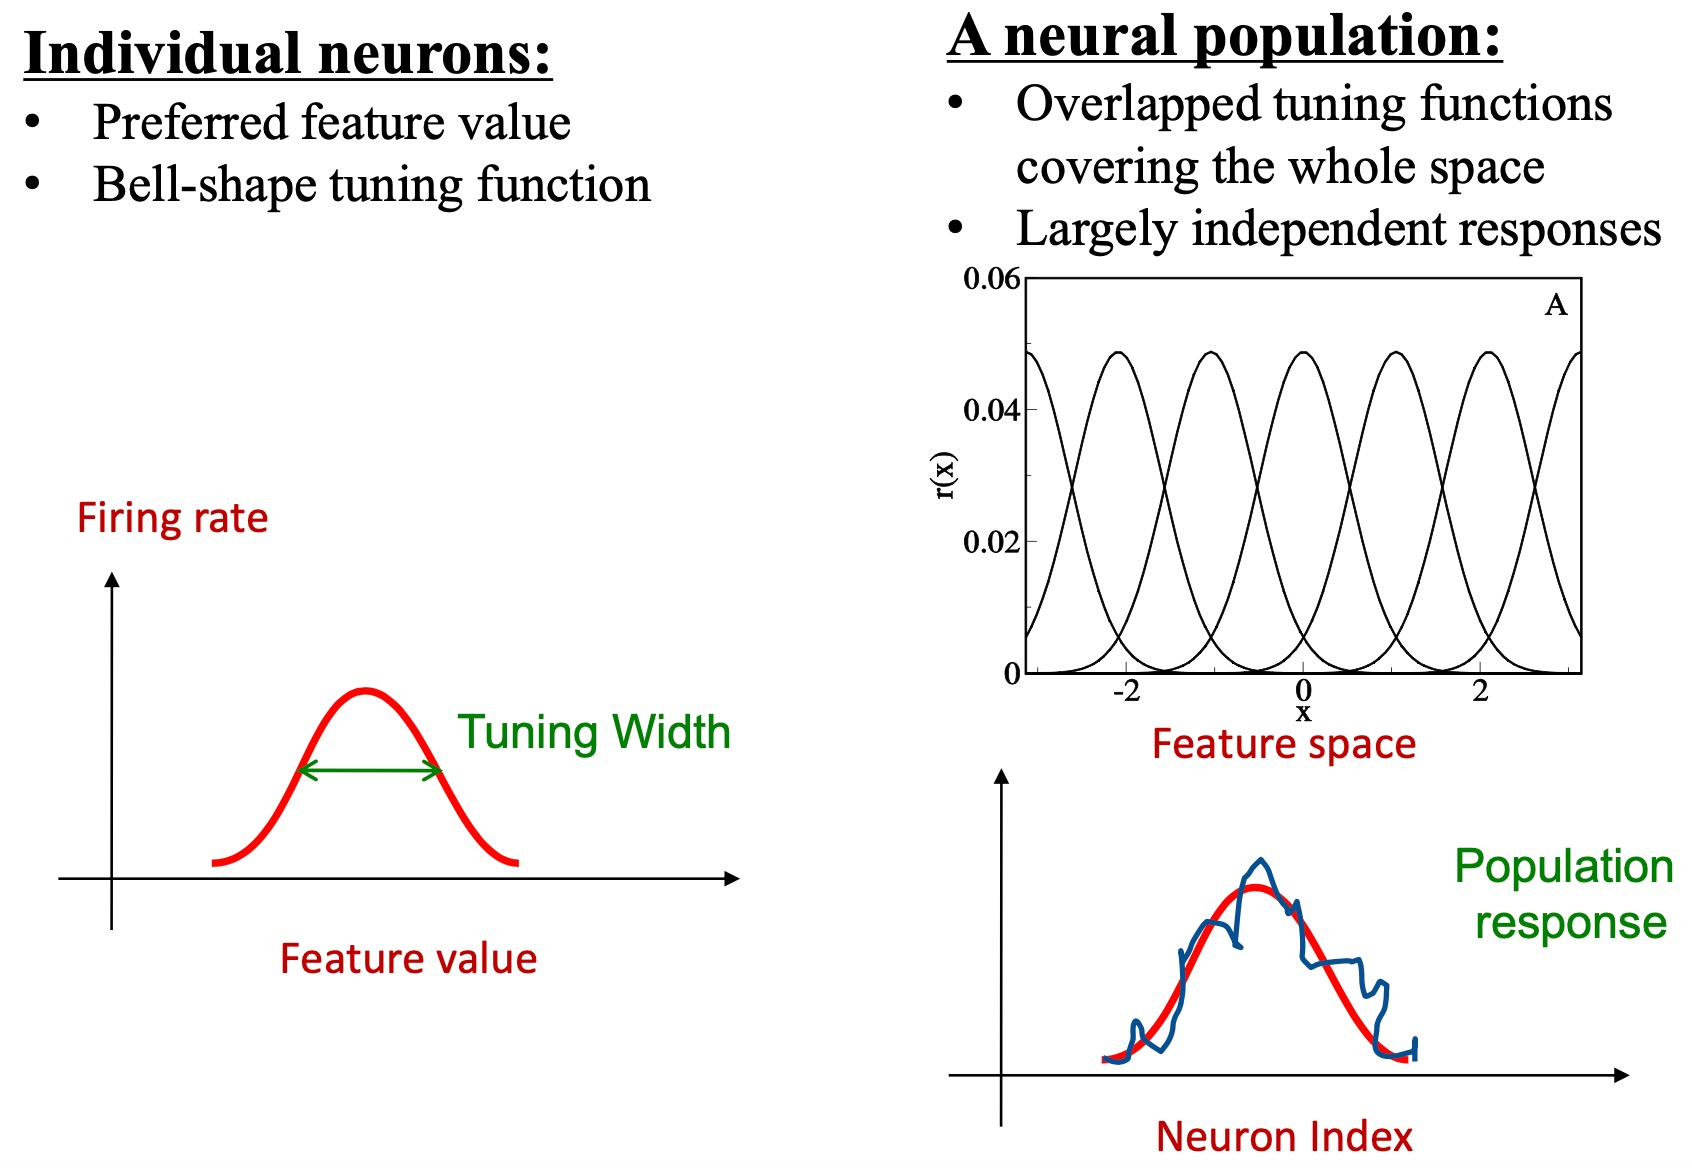 Individual neurons:
• Preferred feature value
• Bell-shape tuning function
Firing rate
Tuning Width
Feature value
A neural population:
• Overlapped tuning functions
covering the whole space
• Largely independent responses
0.06
A
0.04
r(x)
0.02
0
-2 0 2
x
Feature space
Population
response
Neuron Index